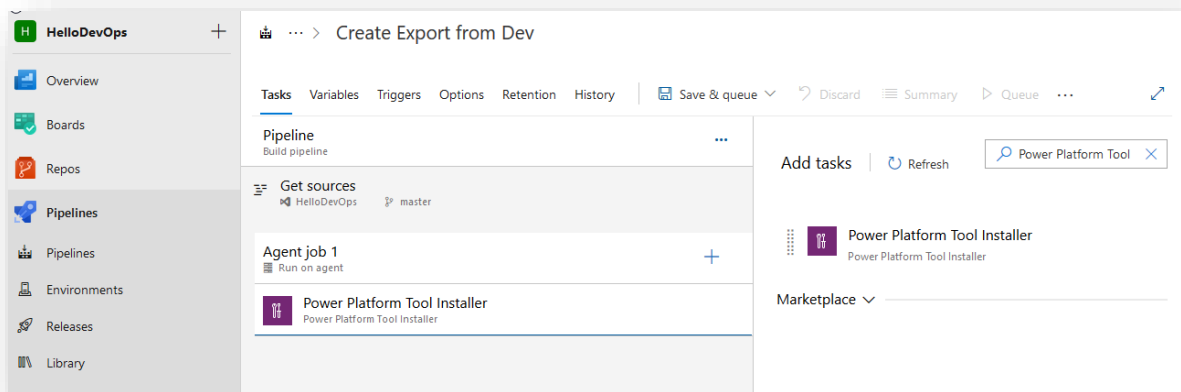 H HelloDevOps
Overview
Boards
Repos
Pipelines
Pipelines
Environments
Releases
Library
... > Create Export from Dev
Tasks Variables Triggers Options Retention History Save & queue Discard Summary Queue ...
Pipeline ...
Build pipeline
Get sources
HelloDevOps master
Agent job 1
Run on agent
Power Platform Tool Installer
Power Platform Tool Installer
Add tasks Refresh Power Platform Tool
Power Platform Tool Installer
Power Platform Tool Installer
Marketplace